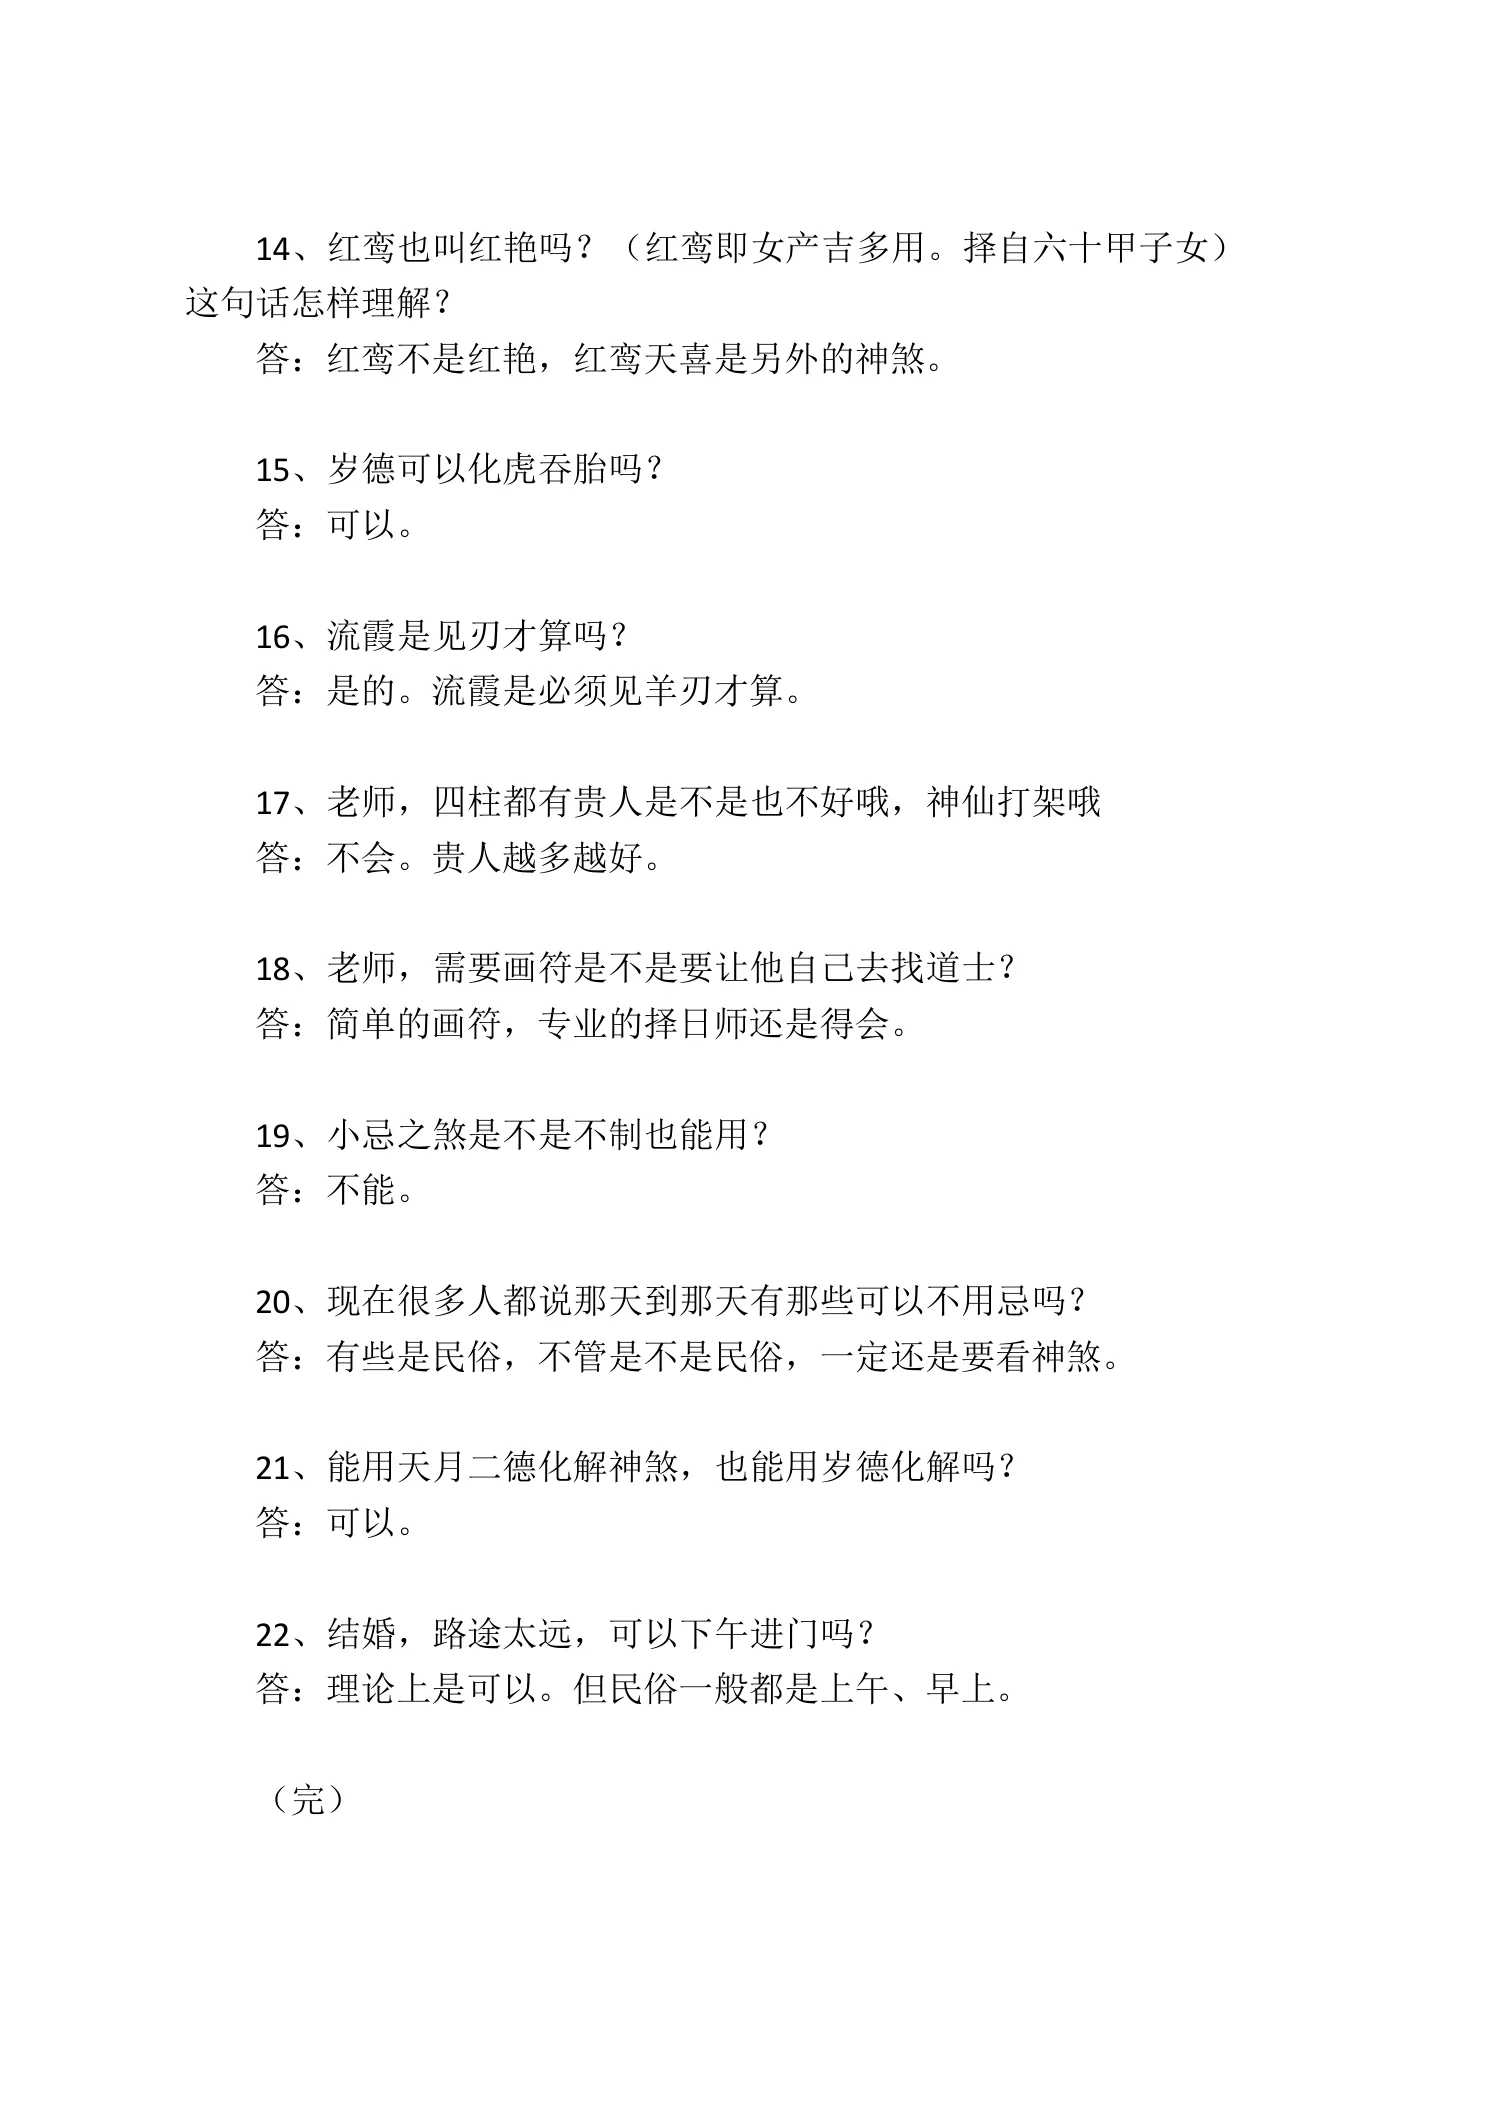 14、红鸾也叫红艳吗？（红鸾即女产吉多用。择自六十甲子女）
这句话怎样理解？
答：红鸾不是红艳，红鸾天喜是另外的神煞。
15、岁德可以化虎吞胎吗？
答：可以。
16、流霞是见刃才算吗？
答：是的。流霞是必须见羊刃才算。
17、老师，四柱都有贵人是不是也不好哦，神仙打架哦
答：不会。贵人越多越好。
18、老师，需要画符是不是要让他自己去找道士？
答：简单的画符，专业的择日师还是得会。
19、小忌之煞是不是不制也能用？
答：不能。
20、现在很多人都说那天到那天有那些可以不用忌吗？
答：有些是民俗，不管是不是民俗，一定还是要看神煞。
21、能用天月二德化解神煞，也能用岁德化解吗？
答：可以。
22、结婚，路途太远，可以下午进门吗？
答：理论上是可以。但民俗一般都是上午、早上。
（完）